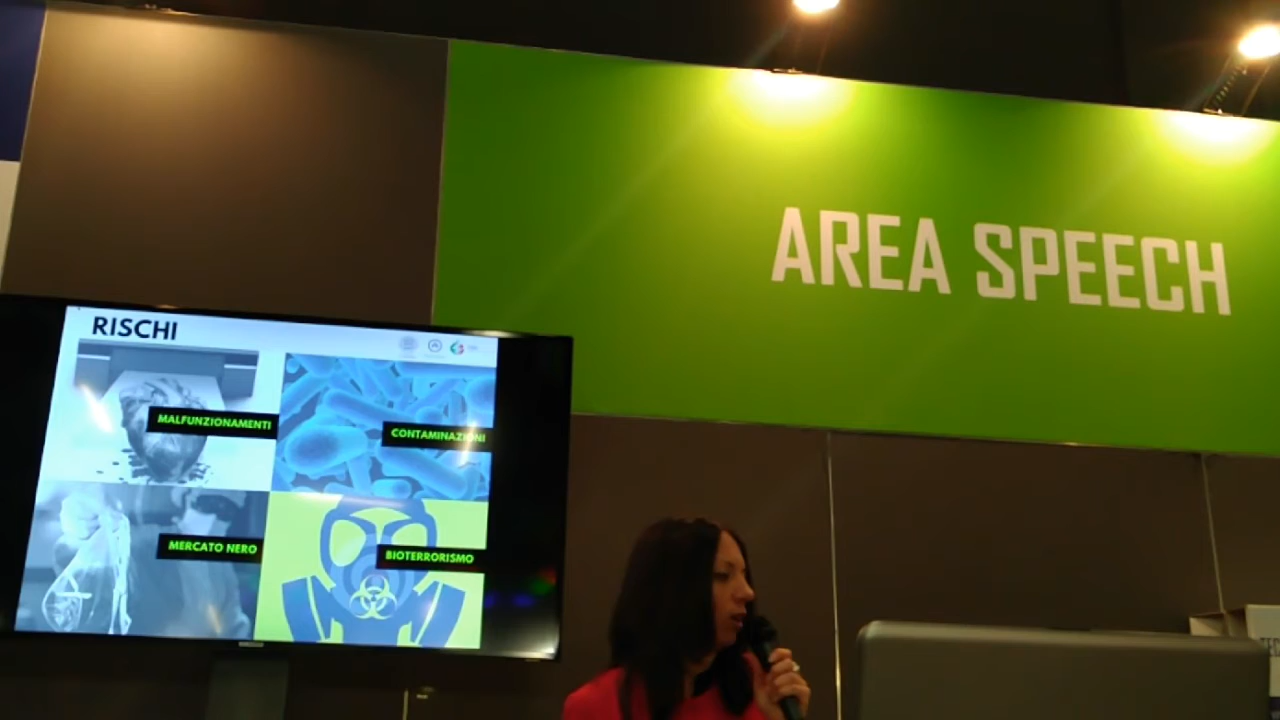 AREA SPEECH
RISCHI
MALFUNZIONAMENTI
CONTAMINAZIONI
MERCATO NERO
BIOTERRORISMO